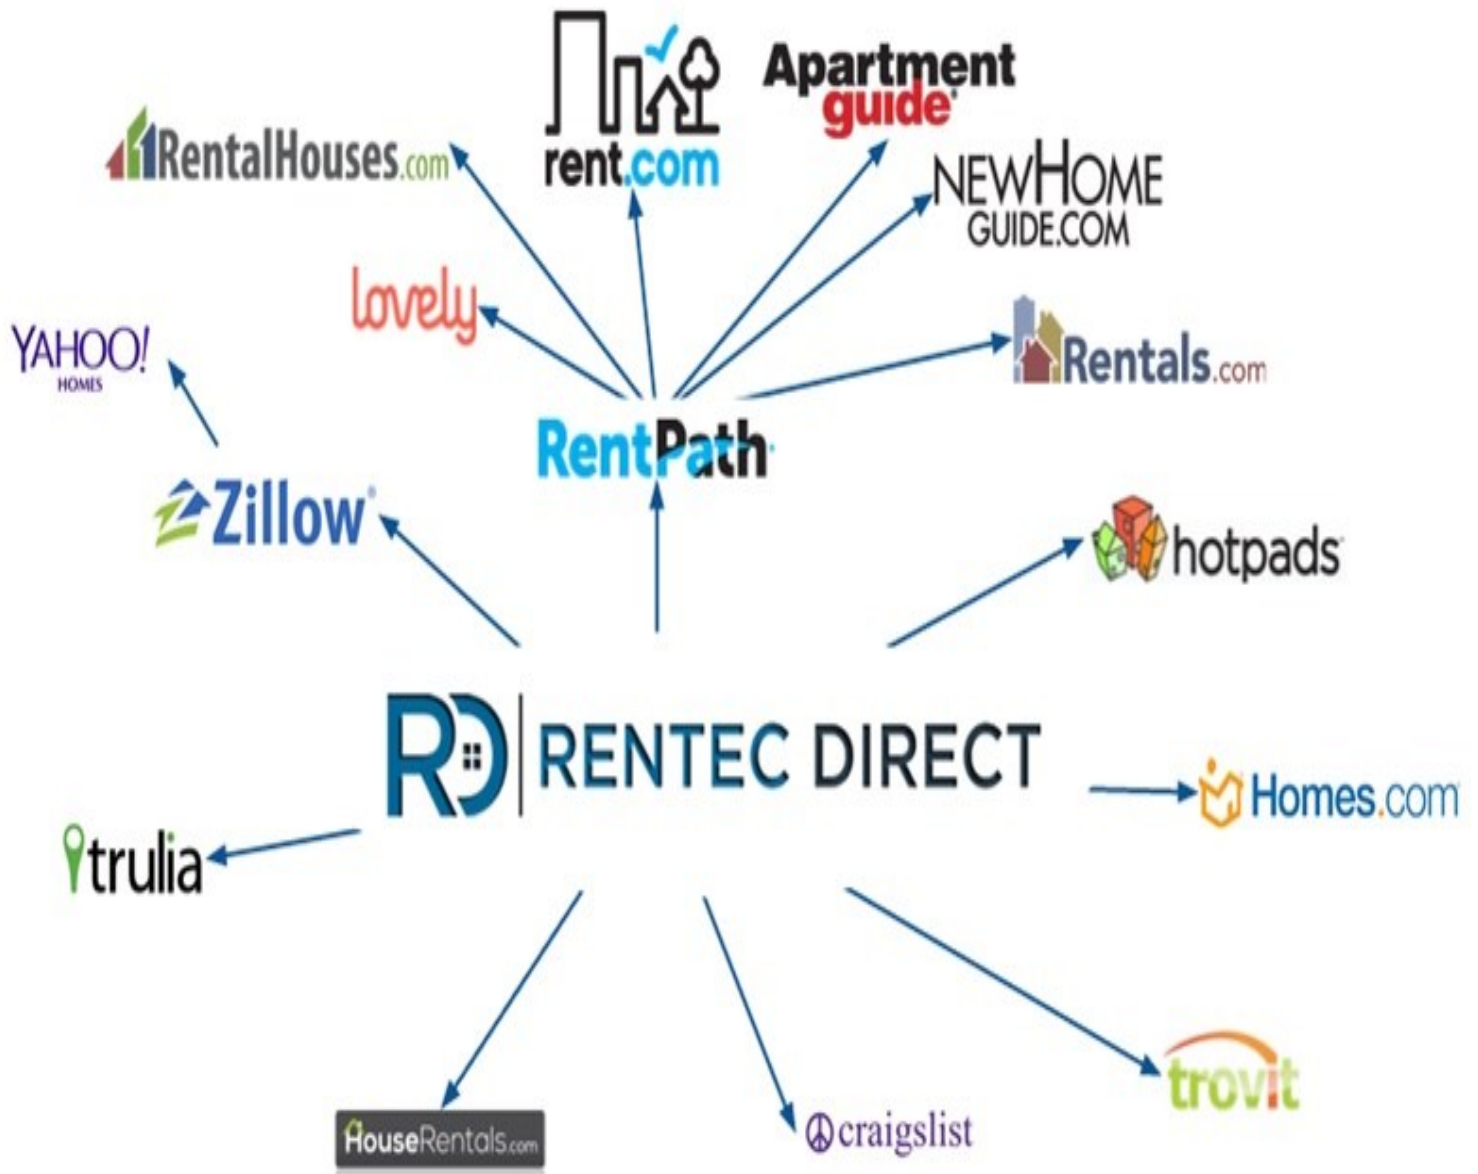 rent.com
Apartment
guide
RentalHouses.com
NEWHOME
GUIDE.COM
lovely
YAHOO!
HOMES
Rentals.com
RentPath
Zillow®
hotpads
RD RENTEC DIRECT
Homes.com
trulia
trovit
HouseRentals.com
craigslist